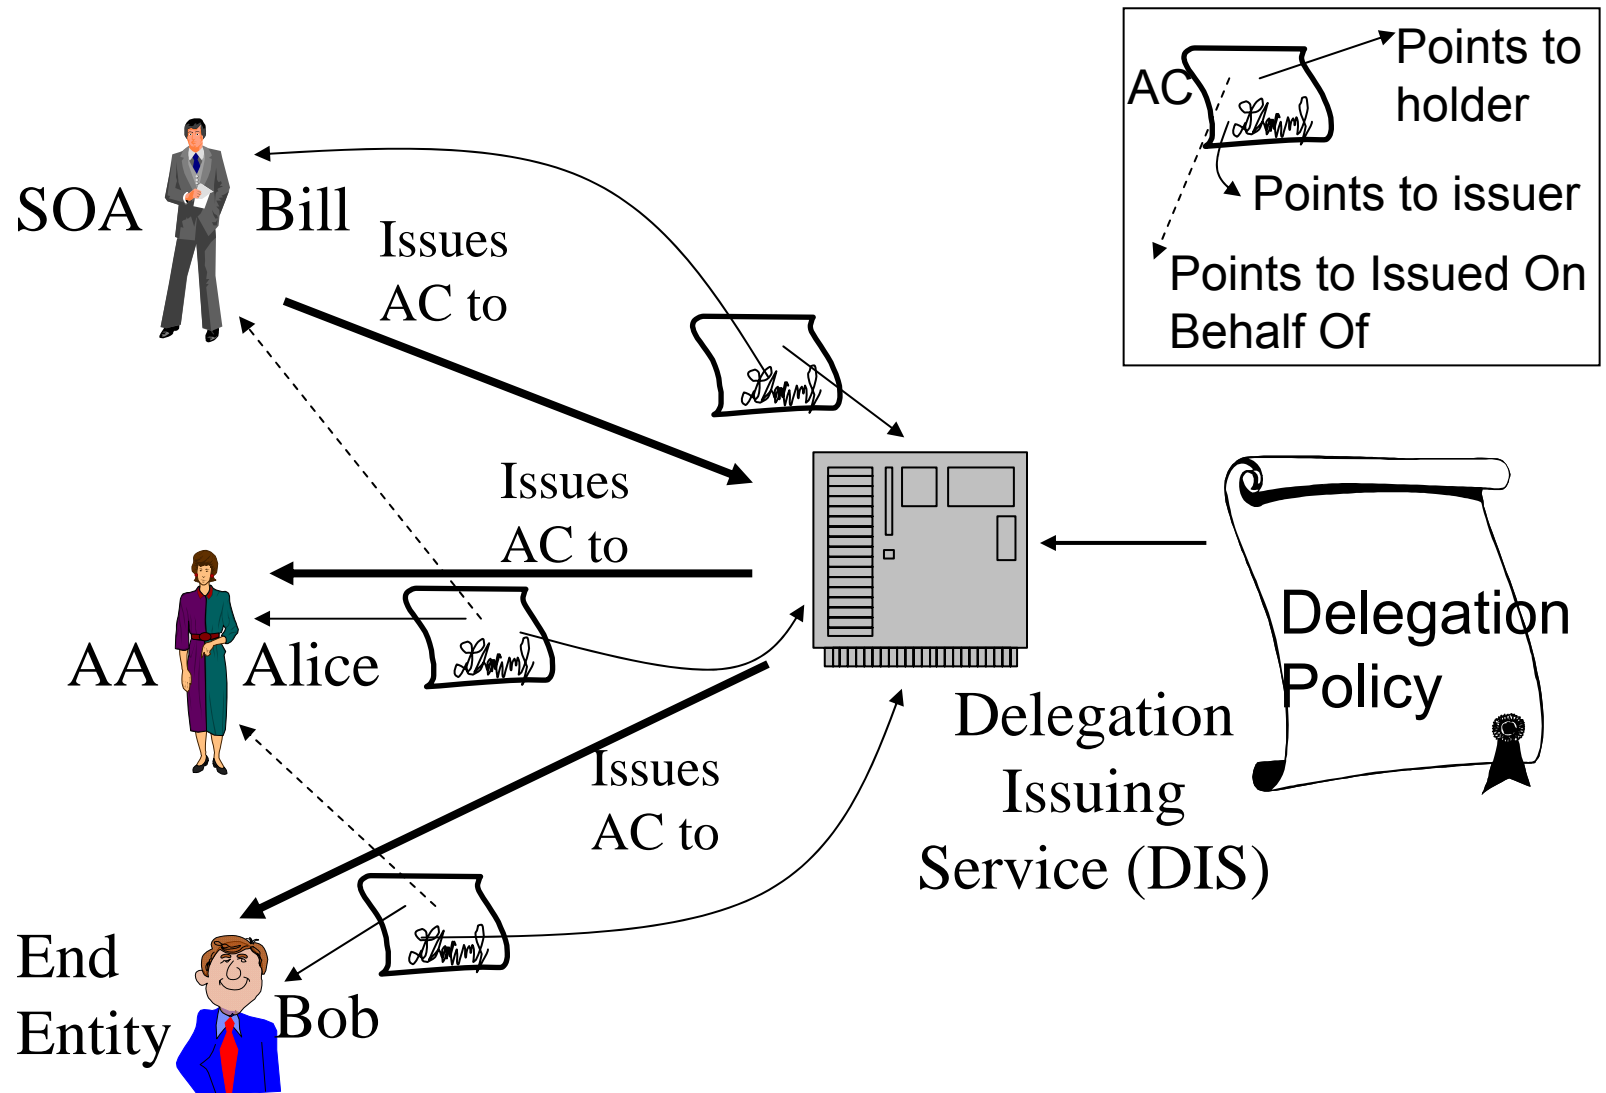 AC
Points to
holder
Points to issuer
Points to Issued On
Behalf Of
SOA
Bill
Issues
AC to
Issues
AC to
AA
Alice
Issues
AC to
Delegation
Issuing
Service (DIS)
Delegation
Policy
End
Entity
Bob